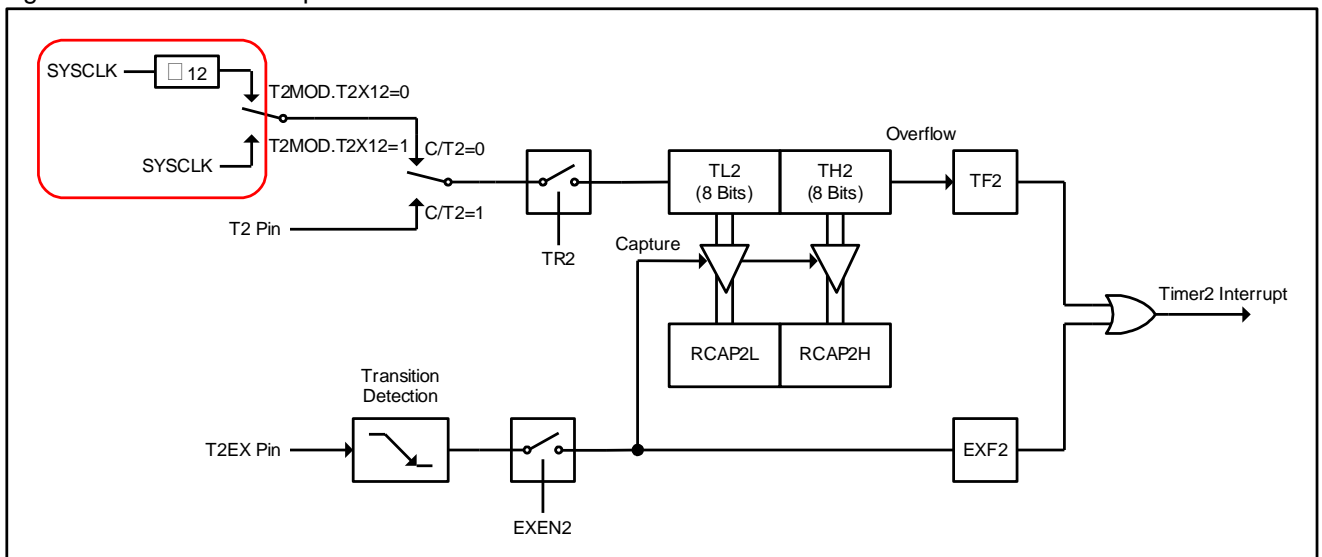 SYSCLK
□ 12
T2MOD.T2X12=0
T2MOD.T2X12=1
SYSCLK
C/T2=0
C/T2=1
T2 Pin
TR2
TL2
(8 Bits)
TH2
(8 Bits)
Overflow
TF2
Capture
RCAP2L
RCAP2H
Timer2 Interrupt
Transition
Detection
T2EX Pin
EXEN2
EXF2